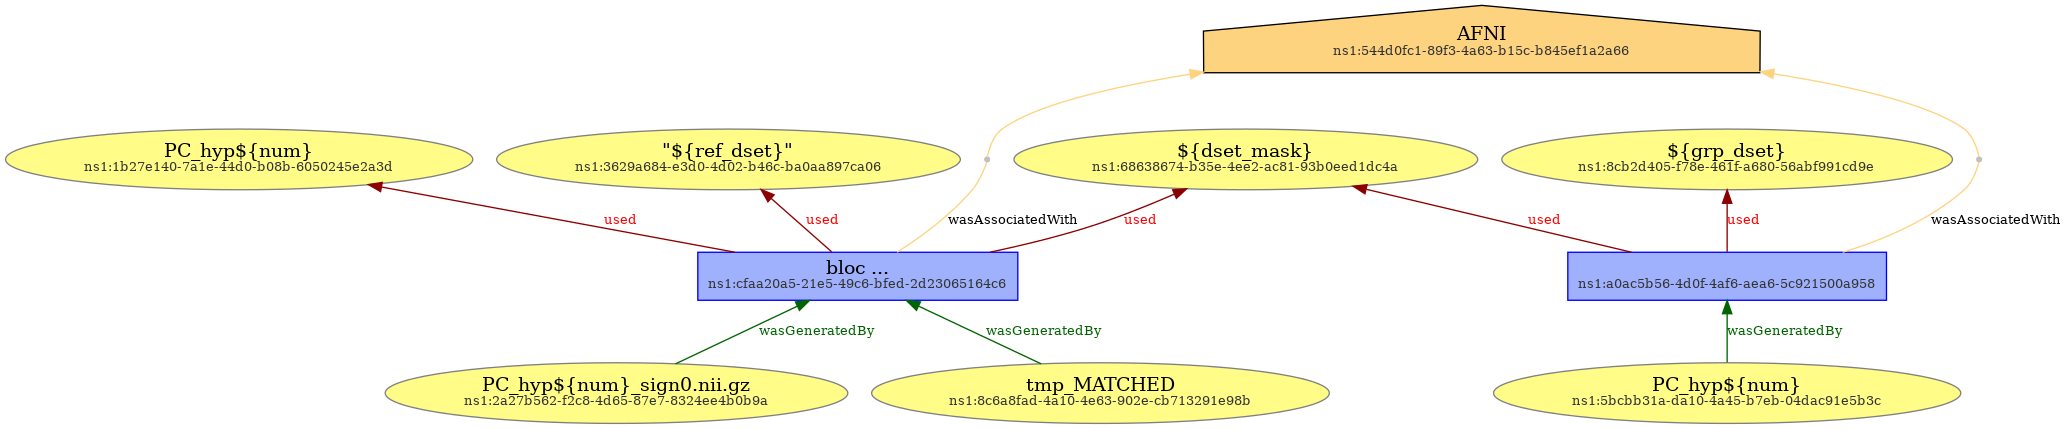 AFNI
ns1:544d0fc1-89f3-4a63-b15c-b845ef1a2a66
PC_hyp${num}
ns1:1b27e140-7a1e-44d0-b08b-6050245e2a3d
"${ref_dset}"
ns1:3629a684-e3d0-4d02-b46c-ba0aa897ca06
${dset_mask}
ns1:68638674-b35e-4ee2-ac81-93b0eed1dc4a
${grp_dset}
ns1:8cb2d405-f78e-461f-a680-56abf991cd9e
used
used
wasAssociatedWith
used
used
used
wasAssociatedWith
bloc ...
ns1:cfaa20a5-21e5-49c6-bfed-2d23065164c6
ns1:a0ac5b56-4d0f-4af6-aea6-5c921500a958
wasGeneratedBy
wasGeneratedBy
wasGeneratedBy
PC_hyp${num}_sign0.nii.gz
ns1:2a27b562-f2c8-4d65-87e7-8324ee4b0b9a
tmp_MATCHED
ns1:8c6a8fad-4a10-4e63-902e-cb713291e98b
PC_hyp${num}
ns1:5bcbb31a-da10-4a45-b7eb-04dac91e5b3c